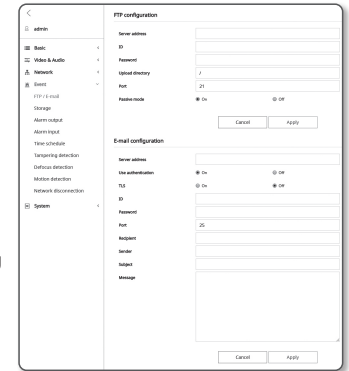 admin
Basic
Video & Audio
Network
Event
FTP / E-mail
Storage
Alarm output
Alarm input
Time schedule
Tampering detection
Defocus detection
Motion detection
Network disconnection
System
FTP configuration
Server address
ID
Password
Upload directory /
Port 21
Passive mode On Off
Cancel Apply
E-mail configuration
Server address
Use authentication On Off
TLS On Off
ID
Password
Port 25
Recipient
Sender
Subject
Message
Cancel Apply